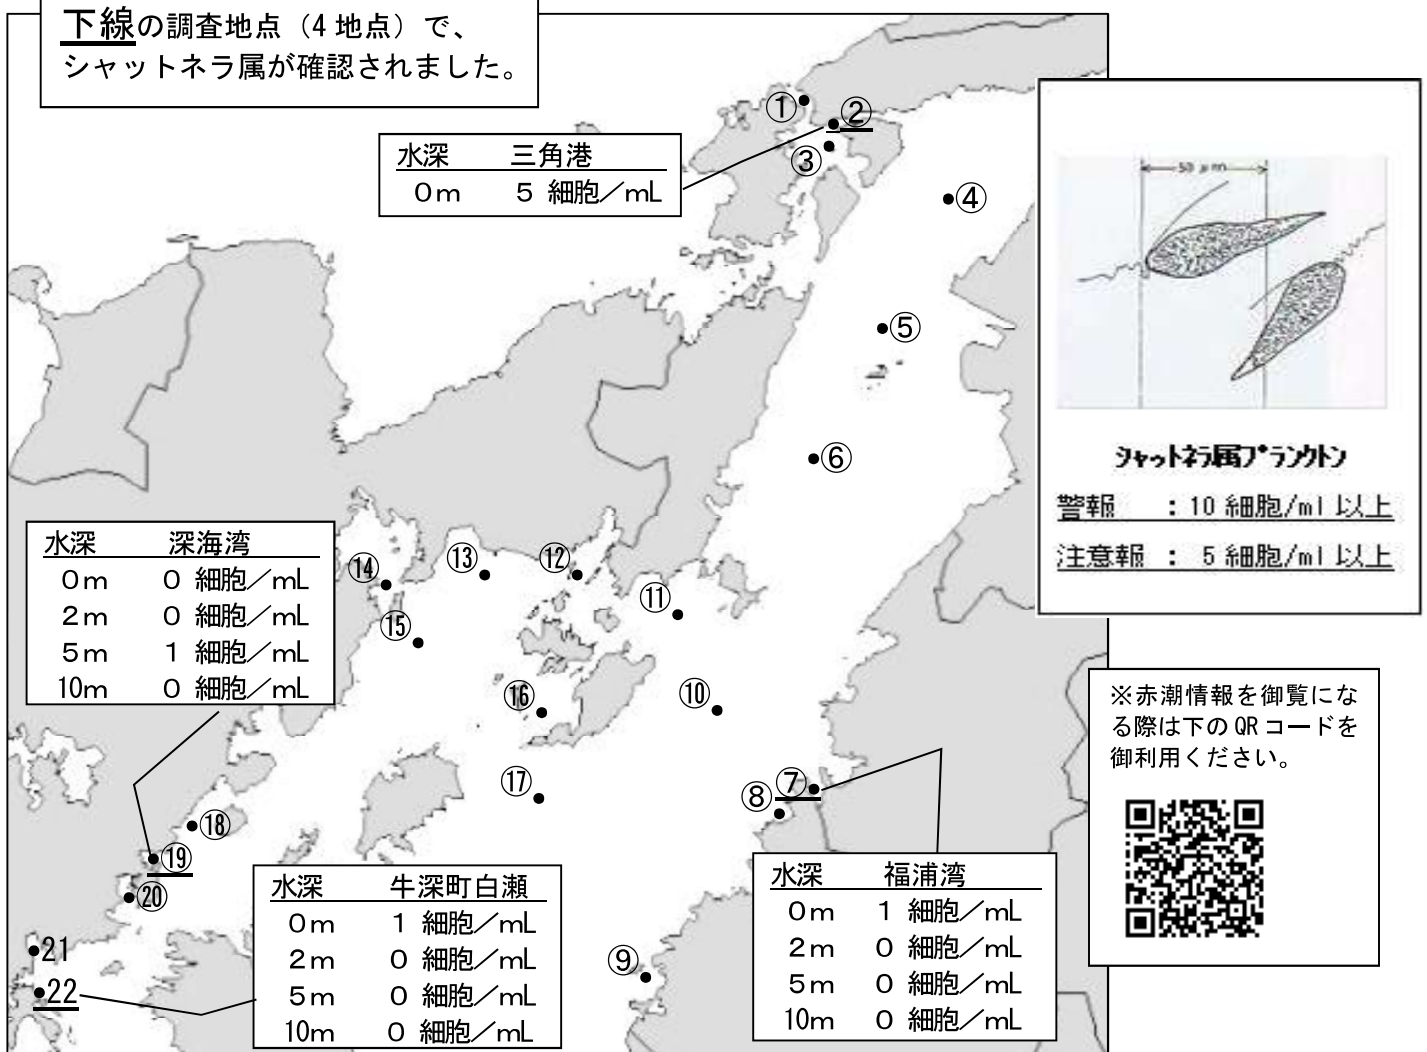 下線の調査地点（4地点）で、
シャットネラ属が確認されました。
①
②
③
④
⑤
⑥
水深 三角港
0m 5 細胞／mL
50 μm
シャットネラ属プランクトン
警報 ：10 細胞/ml 以上
注意報 ： 5 細胞/ml 以上
水深 深海湾
0m 0 細胞／mL
2m 0 細胞／mL
5m 1 細胞／mL
10m 0 細胞／mL
⑭
⑬
⑫
⑪
⑮
⑯
⑩
⑰
⑦
⑧
⑱
⑲
⑳
21
22
⑨
※赤潮情報を御覧にな
る際は下のQRコードを
御利用ください。
水深 牛深町白瀬
0m 1 細胞／mL
2m 0 細胞／mL
5m 0 細胞／mL
10m 0 細胞／mL
水深 福浦湾
0m 1 細胞／mL
2m 0 細胞／mL
5m 0 細胞／mL
10m 0 細胞／mL